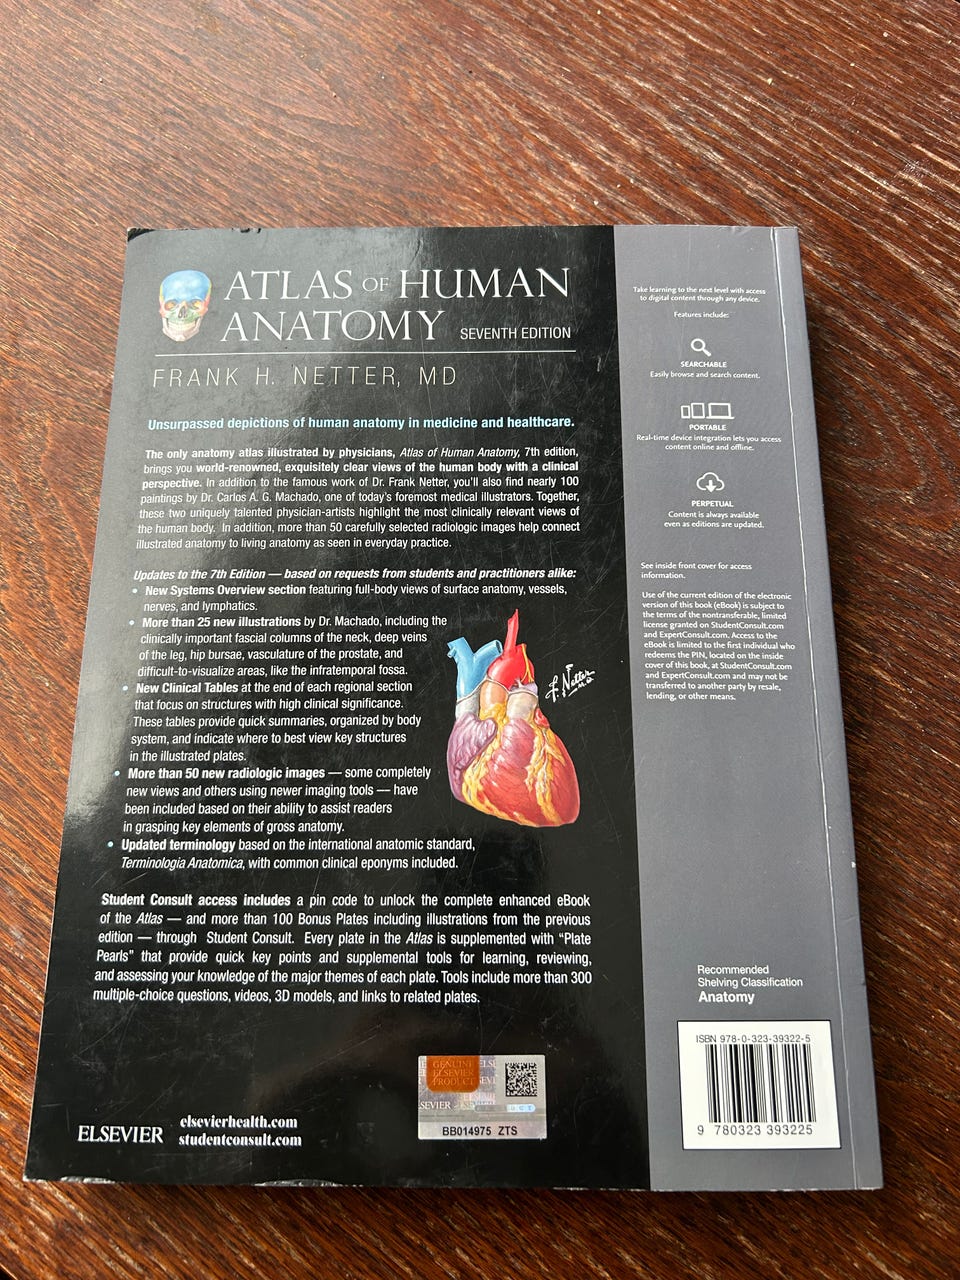 ATLAS OF HUMAN
ANATOMY SEVENTH EDITION
FRANK H. NETTER, MD
Unsurpassed depictions of human anatomy in medicine and healthcare.
The only anatomy atlas illustrated by physicians, Atlas of Human Anatomy, 7th edition,
brings you world-renowned, exquisitely clear views of the human body with a clinical
perspective. In addition to the famous work of Dr. Frank Netter, you'll also find nearly 100
paintings by Dr. Carlos A. G. Machado, one of today's foremost medical illustrators. Together,
these two uniquely talented physician-artists highlight the most clinically relevant views of
the human body. In addition, more than 50 carefully selected radiologic images help connect
illustrated anatomy to living anatomy as seen in everyday practice.
Updates to the 7th Edition — based on requests from students and practitioners alike:
• New Systems Overview section featuring full-body views of surface anatomy, vessels,
nerves, and lymphatics.
• More than 25 new illustrations by Dr. Machado, including the
clinically important fascial columns of the neck, deep veins
of the leg, hip bursae, vasculature of the prostate, and
difficult-to-visualize areas, like the infratemporal fossa.
• New Clinical Tables at the end of each regional section
that focus on structures with high clinical significance.
These tables provide quick summaries, organized by body
system, and indicate where to best view key structures
in the illustrated plates.
• More than 50 new radiologic images — some completely
new views and others using newer imaging tools — have
been included based on their ability to assist readers
in grasping key elements of gross anatomy.
• Updated terminology based on the international anatomic standard,
Terminologia Anatomica, with common clinical eponyms included.
F. Netter
M.D.
Student Consult access includes a pin code to unlock the complete enhanced eBook
of the Atlas — and more than 100 Bonus Plates including illustrations from the previous
edition — through Student Consult. Every plate in the Atlas is supplemented with "Plate
Pearls" that provide quick key points and supplemental tools for learning, reviewing,
and assessing your knowledge of the major themes of each plate. Tools include more than 300
multiple-choice questions, videos, 3D models, and links to related plates.
ELSEVIER
elsevierhealth.com
studentconsult.com
GENUINE
ELSEVIER
PRODUCT
BB014975 ZTS
Take learning to the next level with access
to digital content through any device.
Features include:
SEARCHABLE
Easily browse and search content.
PORTABLE
Real-time device integration lets you access
content online and offline.
PERPETUAL
Content is always available
even as editions are updated.
See inside front cover for access
information.
Use of the current edition of the electronic
version of this book (eBook) is subject to
the terms of the nontransferable, limited
license granted on StudentConsult.com
and ExpertConsult.com. Access to the
eBook is limited to the first individual who
redeems the PIN, located on the inside
cover of this book, at StudentConsult.com
and ExpertConsult.com and may not be
transferred to another party by resale,
lending, or other means.
Recommended
Shelving Classification
Anatomy
ISBN 978-0-323-39322-5
9 780323 393225